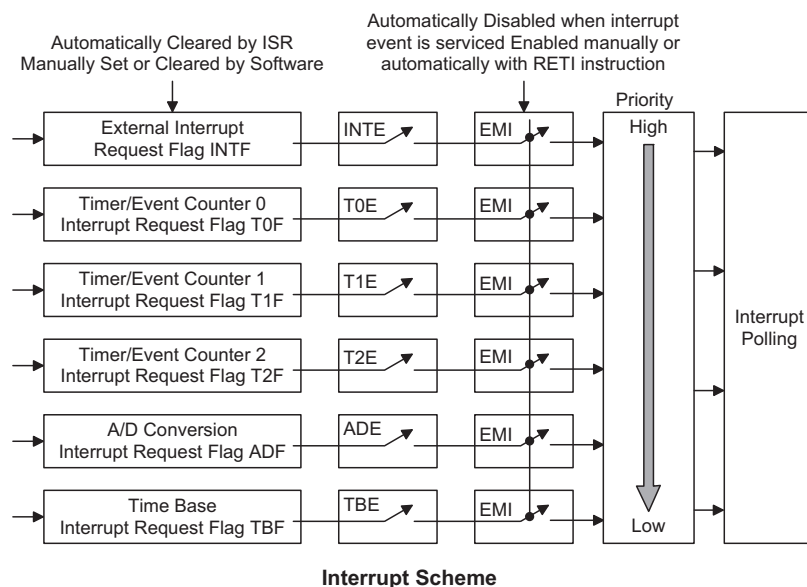 Automatically Cleared by ISR
Manually Set or Cleared by Software
Automatically Disabled when interrupt
event is serviced Enabled manually or
automatically with RETI instruction
Priority
High
External Interrupt
Request Flag INTF
INTE
EMI
Timer/Event Counter 0
Interrupt Request Flag T0F
T0E
EMI
Timer/Event Counter 1
Interrupt Request Flag T1F
T1E
EMI
Timer/Event Counter 2
Interrupt Request Flag T2F
T2E
EMI
A/D Conversion
Interrupt Request Flag ADF
ADE
EMI
Time Base
Interrupt Request Flag TBF
TBE
EMI
Low
Interrupt
Polling
Interrupt Scheme